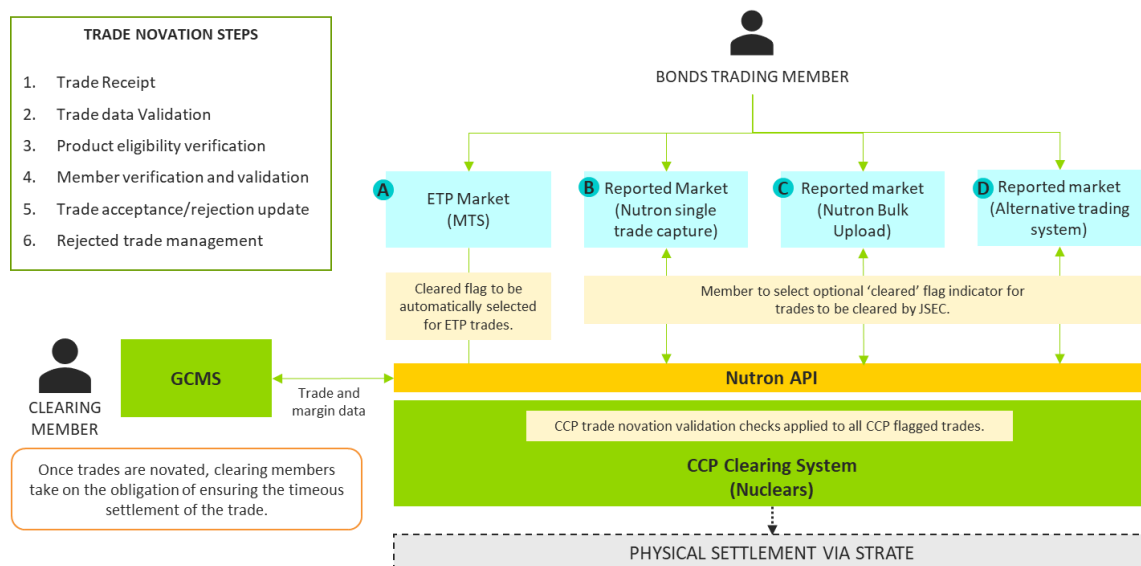 TRADE NOVATION STEPS
1. Trade Receipt
2. Trade data Validation
3. Product eligibility verification
4. Member verification and validation
5. Trade acceptance/rejection update
6. Rejected trade management
BONDS TRADING MEMBER
A
ETP Market
(MTS)
B
Reported Market
(Nutron single
trade capture)
C
Reported market
(Nutron Bulk
Upload)
D
Reported market
(Alternative trading
system)
Cleared flag to be
automatically selected
for ETP trades.
Member to select optional ‘cleared’ flag indicator for
trades to be cleared by JSEC.
CLEARING
MEMBER
GCMS
Trade and
margin data
Nutron API
CCP trade novation validation checks applied to all CCP flagged trades.
CCP Clearing System
(Nuclears)
Once trades are novated, clearing members
take on the obligation of ensuring the timeous
settlement of the trade.
PHYSICAL SETTLEMENT VIA STRATE